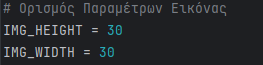 # Ορισμός Παραμέτρων Εικόνας
IMG_HEIGHT = 30
IMG_WIDTH = 30